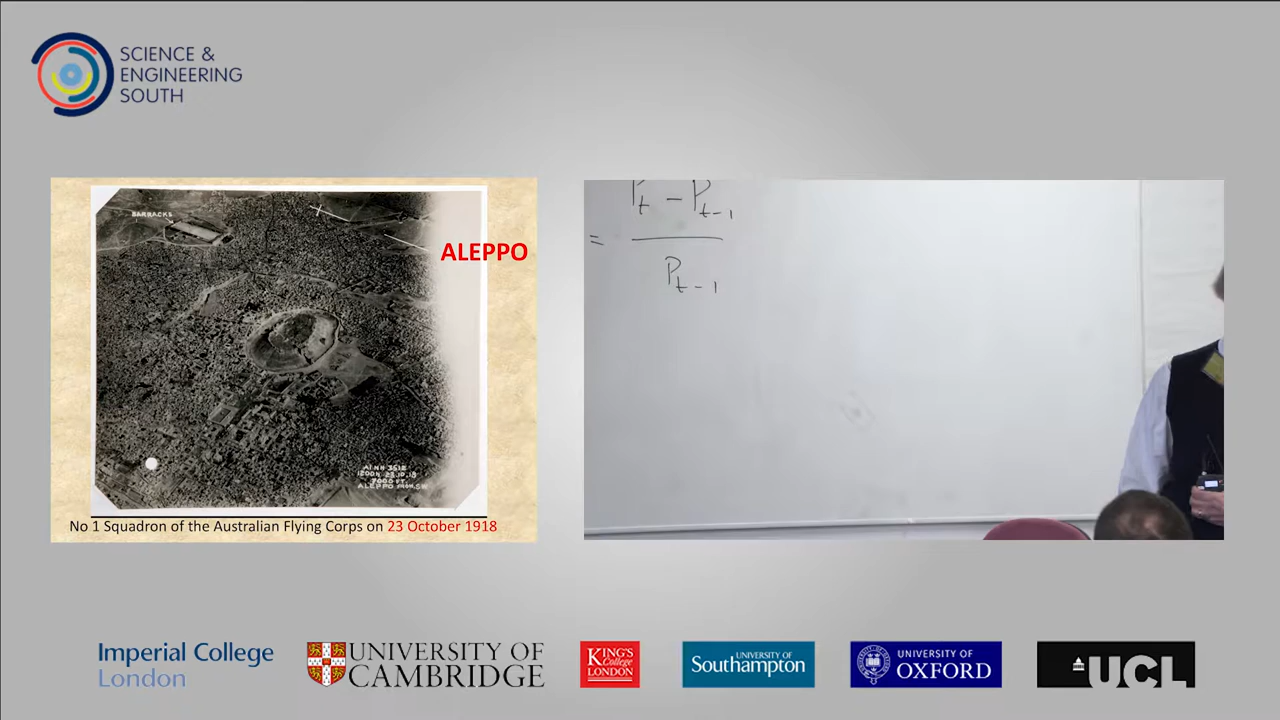 SCIENCE &
ENGINEERING
SOUTH
BARRACKS
ALEPPO
7000 FT.
No 1 Squadron of the Australian Flying Corps on 23 October 1918
P_t - P_{t-1}
=
P_{t-1}
Imperial College
London
UNIVERSITY OF
CAMBRIDGE
KING'S
College
LONDON
UNIVERSITY OF
Southampton
UNIVERSITY OF
OXFORD
UCL